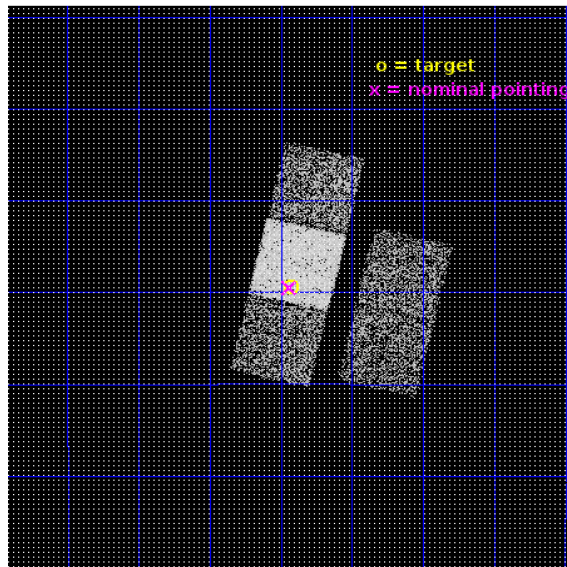 o = target
x = nominal pointing